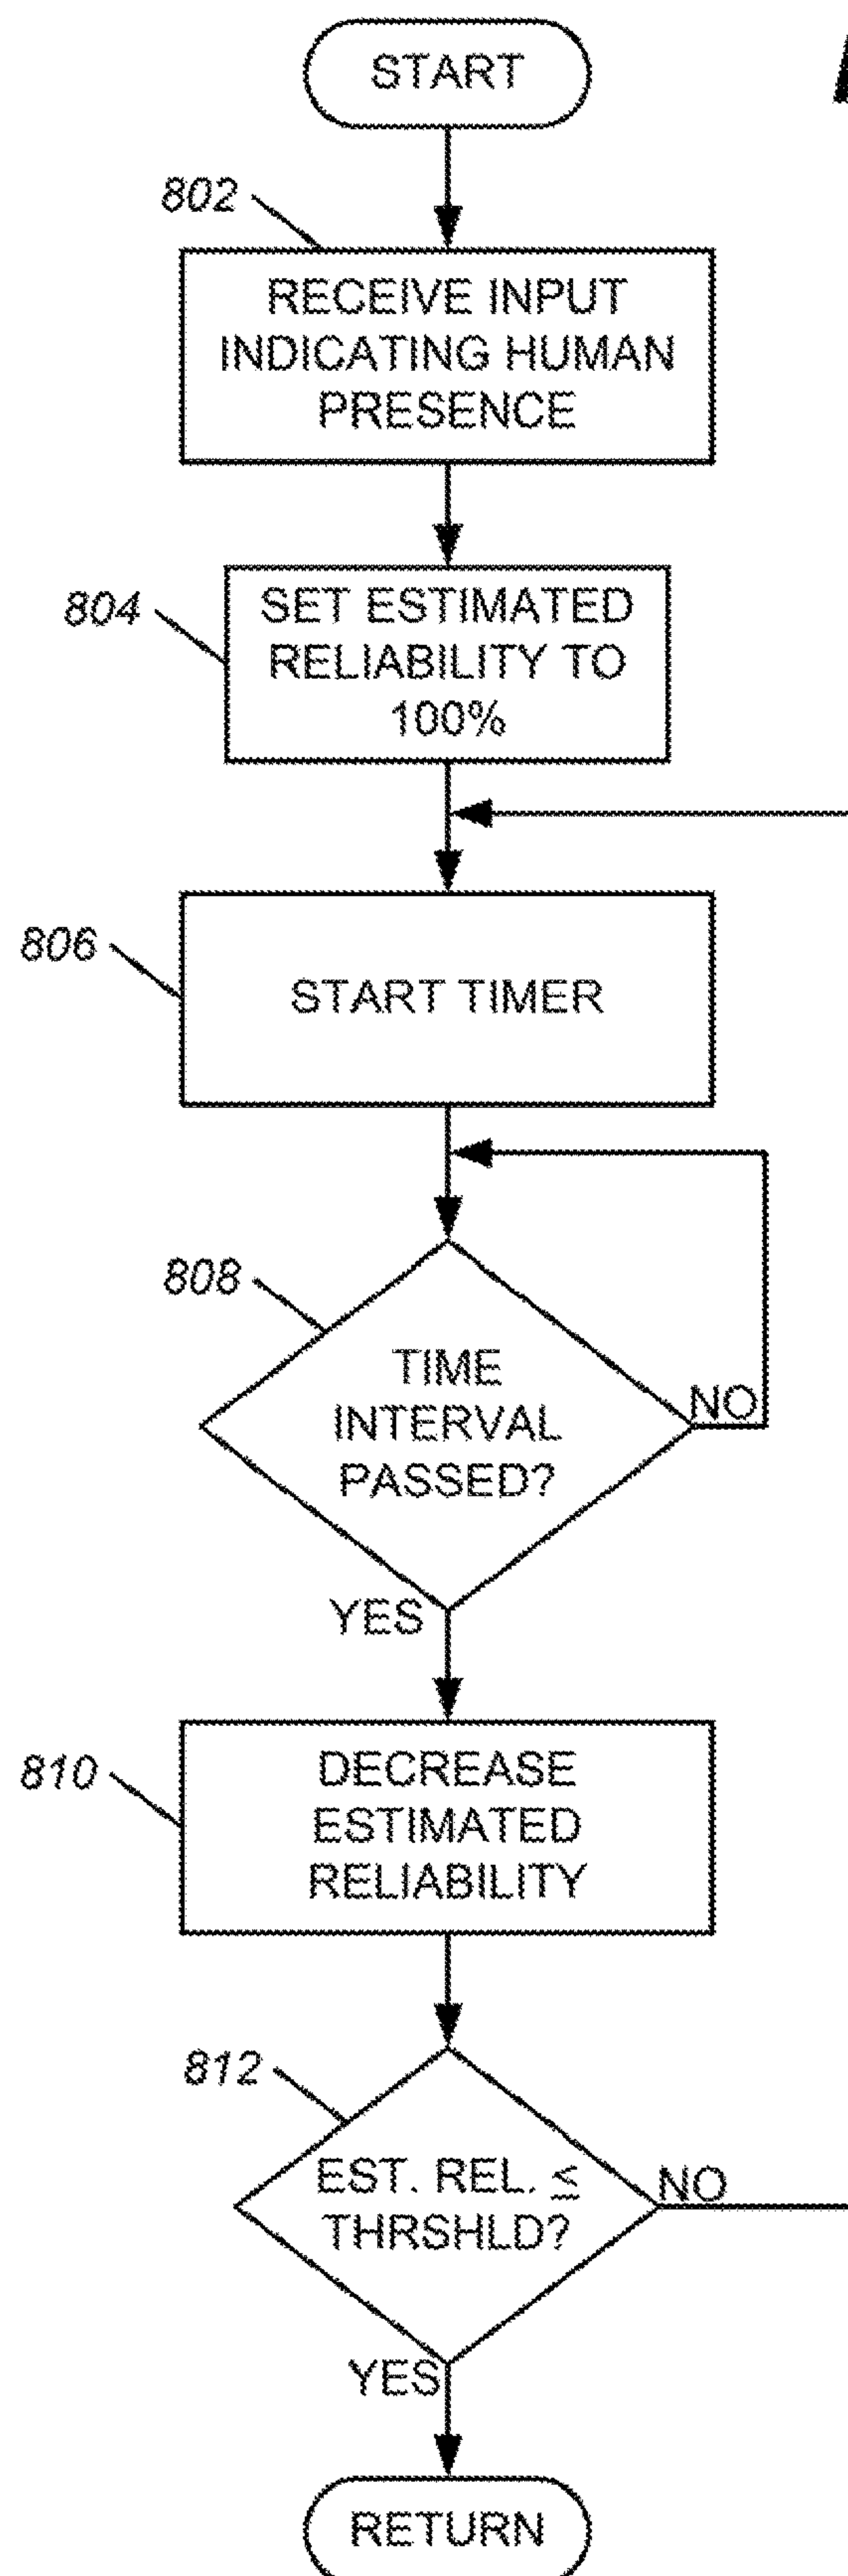 START
802
RECEIVE INPUT
INDICATING HUMAN
PRESENCE
804
SET ESTIMATED
RELIABILITY TO
100%
806
START TIMER
808
TIME
INTERVAL
PASSED?
NO
YES
810
DECREASE
ESTIMATED
RELIABILITY
812
EST. REL. ≤
THRSHLD?
NO
YES
RETURN